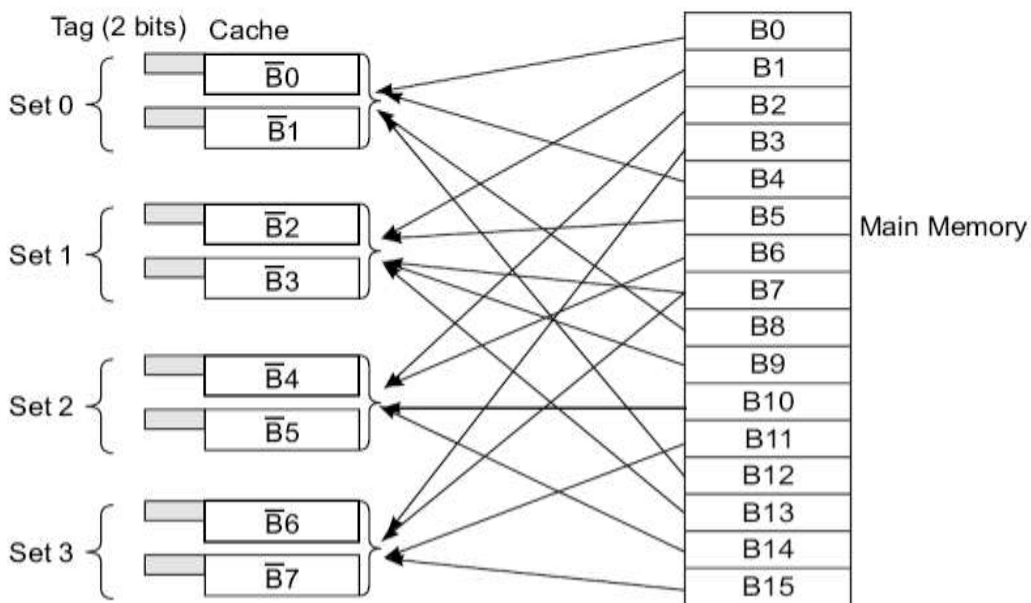 Tag (2 bits) Cache
Set 0
B̅0
B̅1
Set 1
B̅2
B̅3
Set 2
B̅4
B̅5
Set 3
B̅6
B̅7
B0
B1
B2
B3
B4
B5
B6
B7
B8
B9
B10
B11
B12
B13
B14
B15
Main Memory